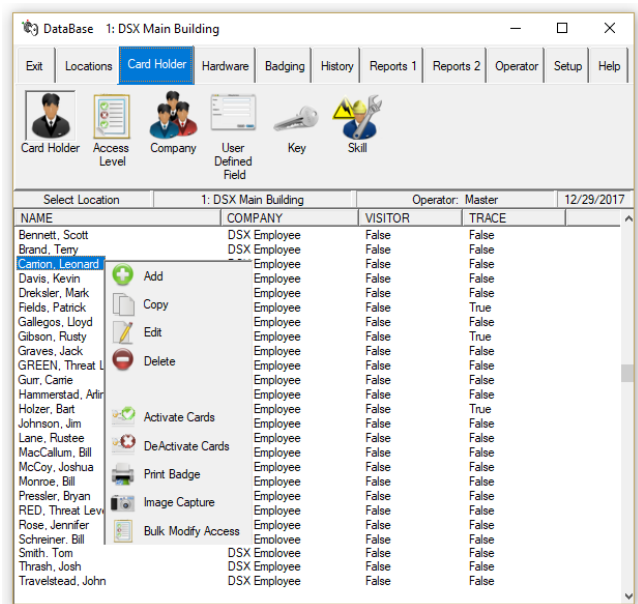 DataBase 1: DSX Main Building
Exit Locations Card Holder Hardware Badging History Reports 1 Reports 2 Operator Setup Help
Card Holder Access Level Company User Defined Field Key Skill
Select Location 1: DSX Main Building Operator: Master 12/29/2017
NAME COMPANY VISITOR TRACE
Bennett, Scott DSX Employee False False
Brand, Terry DSX Employee False False
Carrion, Leonard Employee False False
Add
Davis, Kevin Employee False False
Dreksler, Mark Employee False False
Fields, Patrick Employee False True
Copy
Gallegos, Lloyd Employee False False
Gibson, Rusty Employee False True
Edit
Graves, Jack Employee False False
GREEN, Threat L Employee False False
Delete
Gurr, Carrie Employee False False
Hammerstad, Arlin Employee False False
Holzer, Bart Employee False True
Johnson, Jim Employee False False
Activate Cards
Lane, Rustee Employee False False
MacCallum, Bill Employee False False
DeActivate Cards
McCoy, Joshua Employee False False
Monroe, Bill Employee False False
Print Badge
Pressler, Bryan Employee False False
RED, Threat Leve Employee False False
Image Capture
Rose, Jennifer Employee False False
Schreiner, Bill Employee False False
Bulk Modify Access
Smith, Tom DSX Employee False False
Thrash, Josh DSX Employee False False
Travelstead, John DSX Employee False False